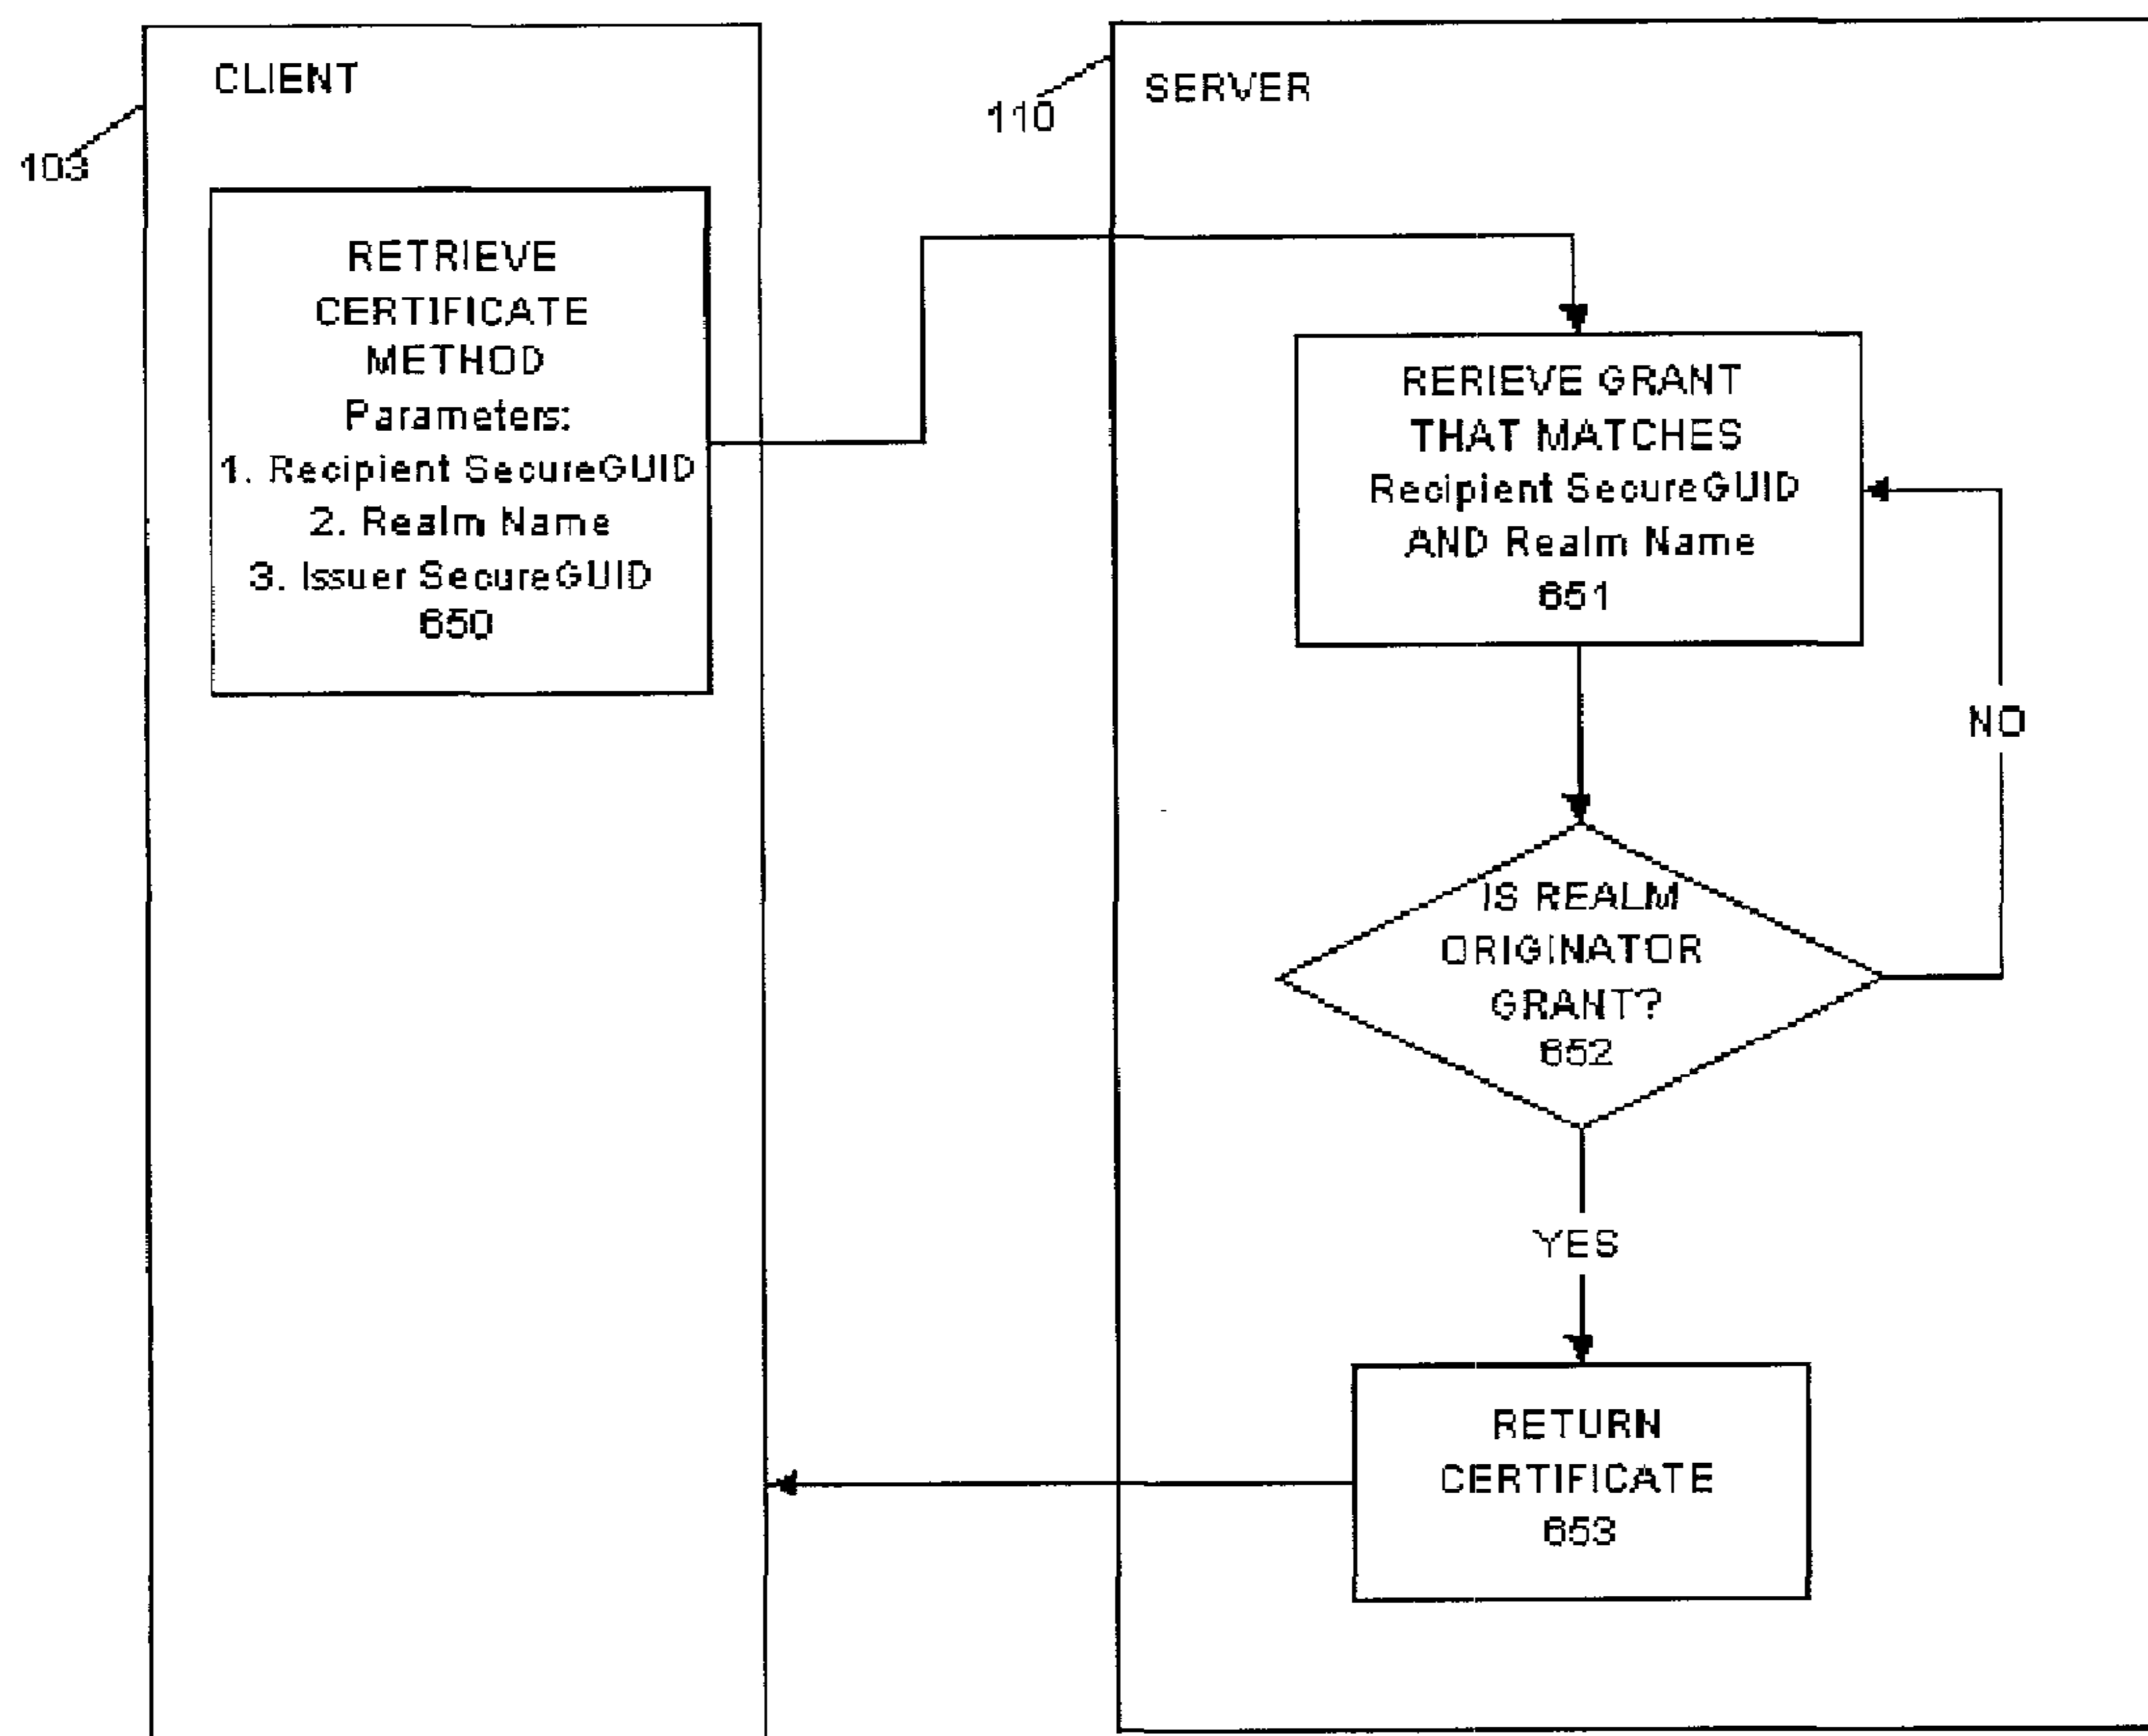 CLIENT
103
RETRIEVE
CERTIFICATE
METHOD
Parameters:
1. Recipient SecureGUID
2. Realm Name
3. Issuer SecureGUID
650
SERVER
110
RERIEVE GRANT
THAT MATCHES
Recipient SecureGUID
AND Realm Name
651
NO
IS REALM
ORIGINATOR
GRANT?
652
YES
RETURN
CERTIFICATE
653